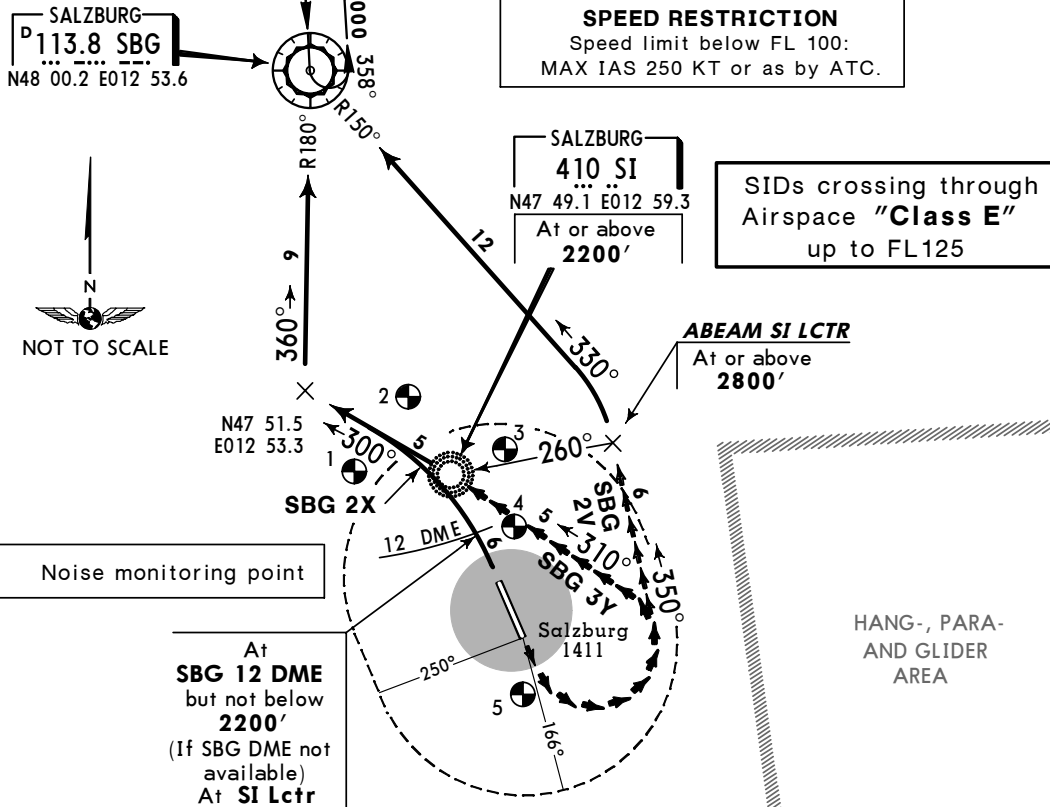 SALZBURG
D 113.8 SBG
N48 00.2 E012 53.6
000
358°
R180°
R150°
SPEED RESTRICTION
Speed limit below FL 100:
MAX IAS 250 KT or as by ATC.
SALZBURG
410 SI
N47 49.1 E012 59.3
At or above
2200'
SIDs crossing through
Airspace "Class E"
up to FL125
N
NOT TO SCALE
9
360°
12
330°
ABEAM SI LCTR
At or above
2800'
N47 51.5
E012 53.3
300°
5
1
2
3
260°
SBG 2X
4
5
310°
SBG 3Y
SBG
2V
9
350°
12 DME
6
Noise monitoring point
Salzburg
1411
250°
166°
5
HANG-, PARA-
AND GLIDER
AREA
At
SBG 12 DME
but not below
2200'
(If SBG DME not
available)
At SI Lctr